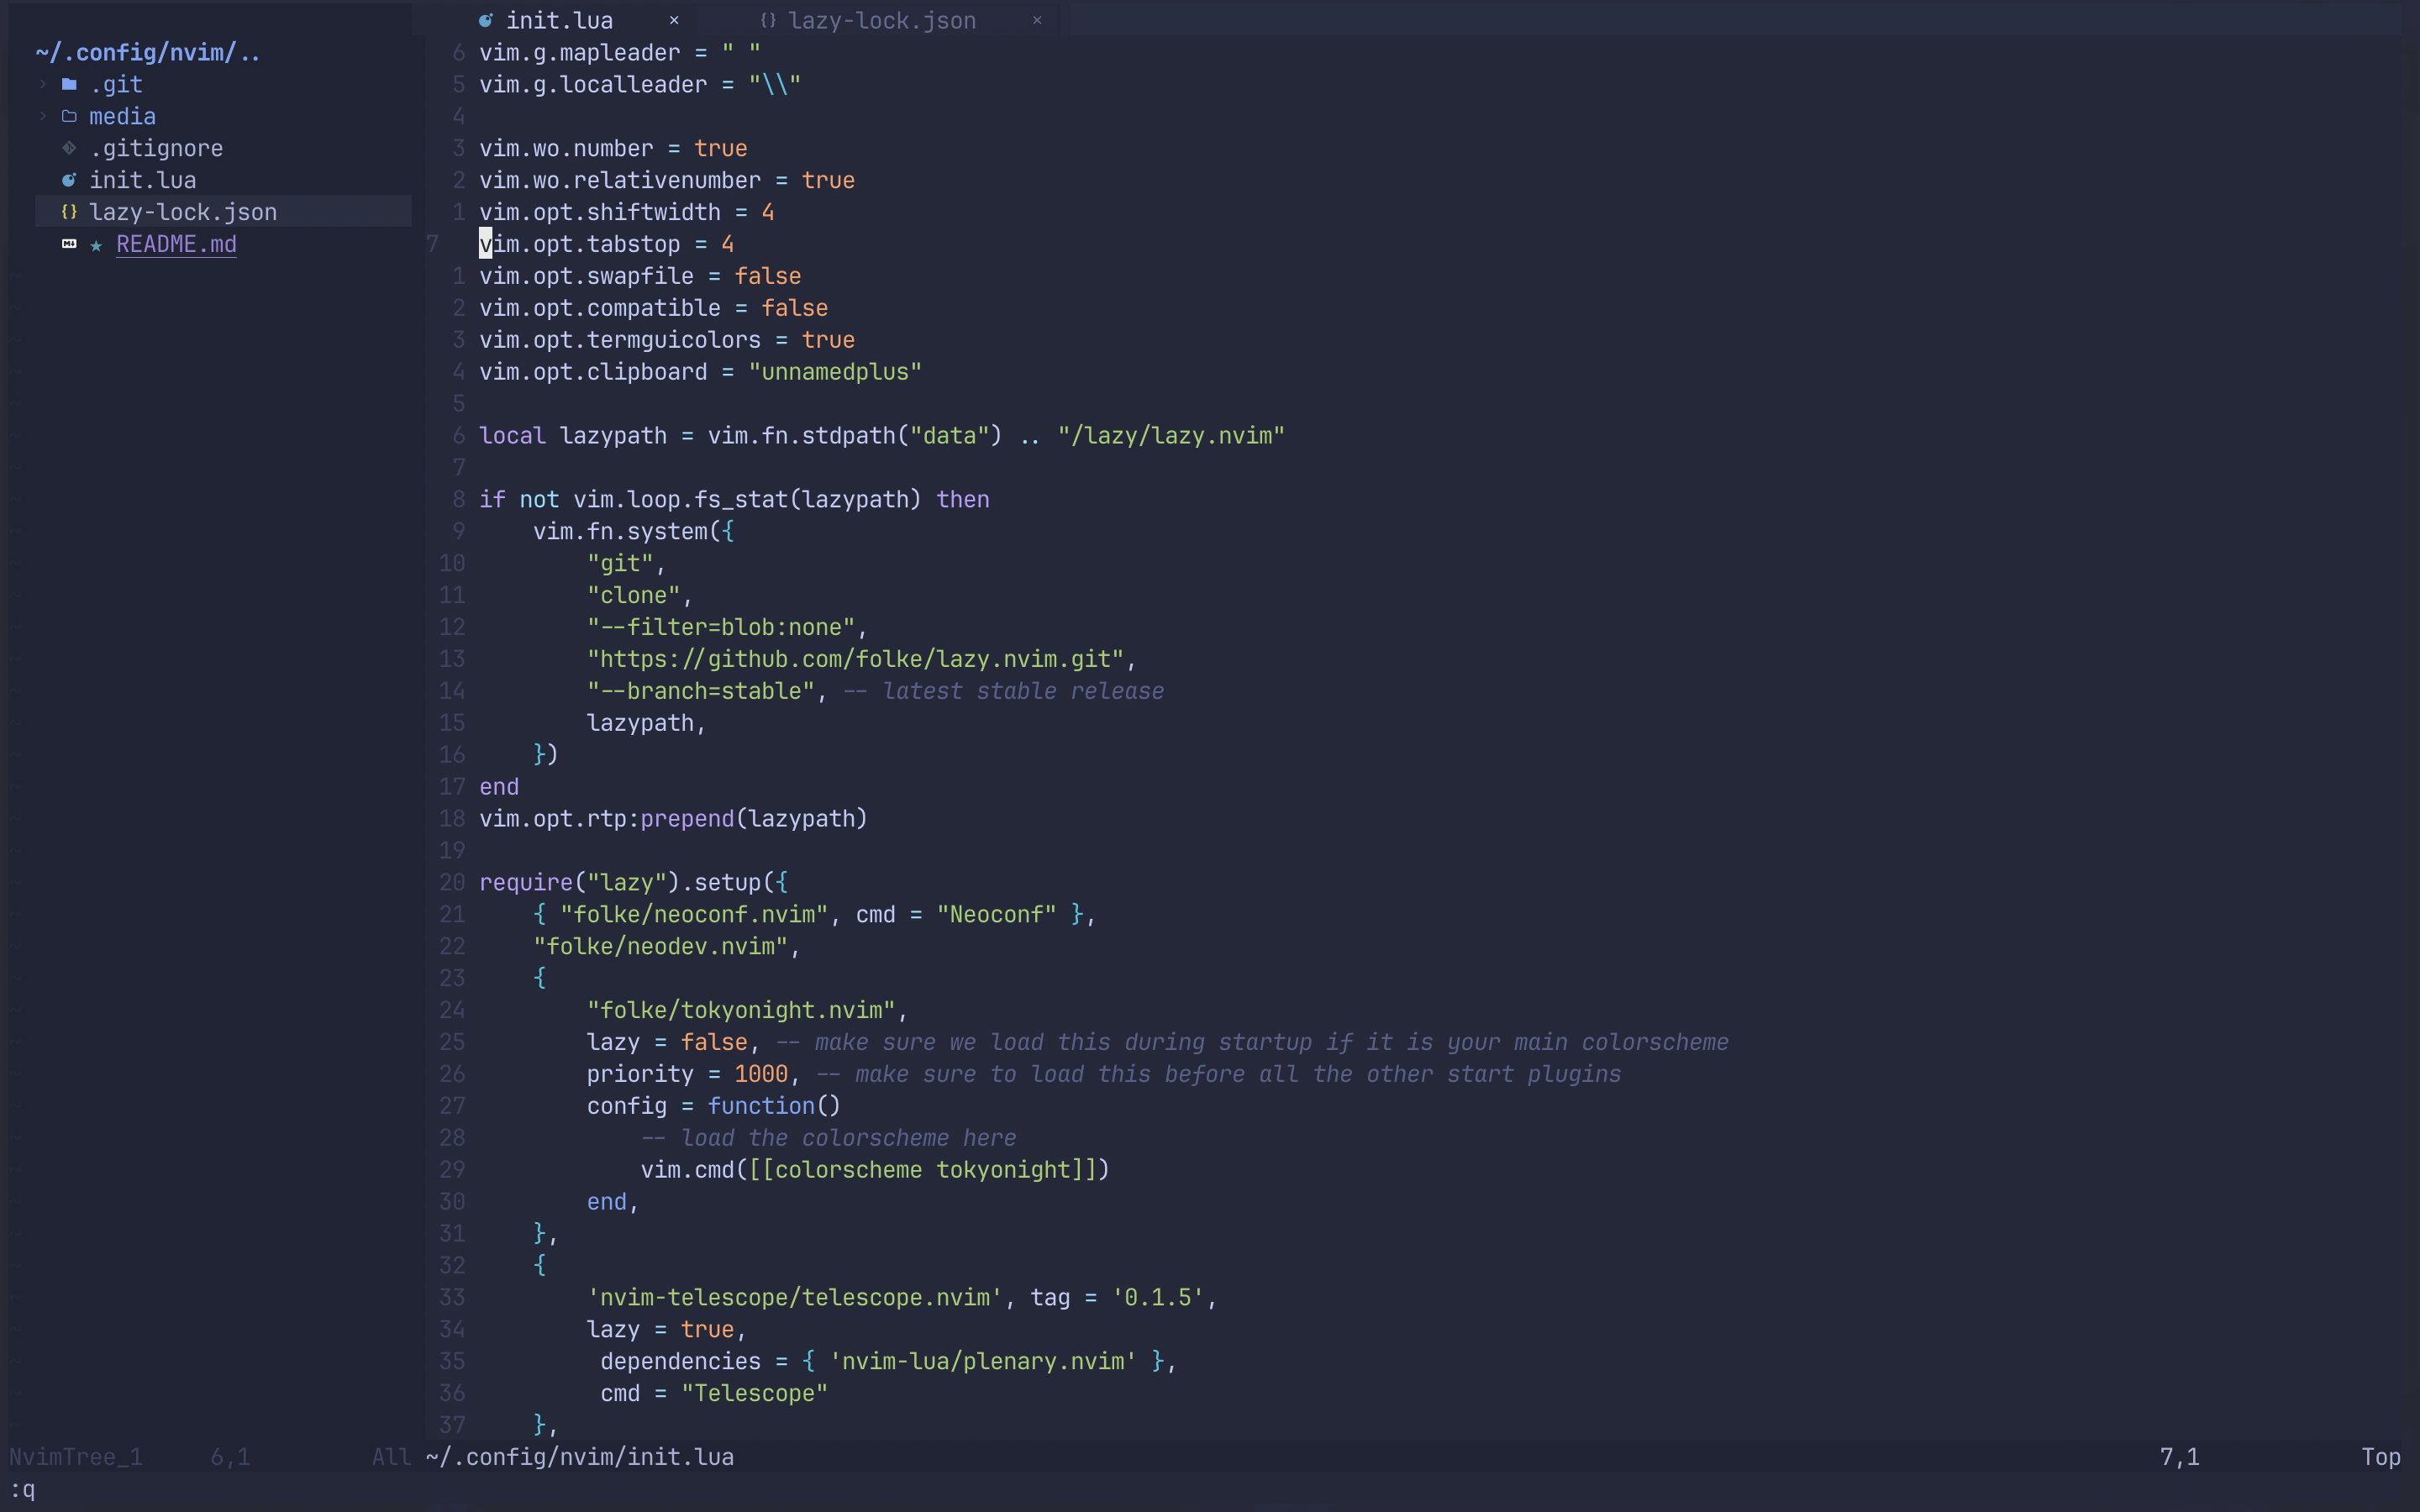 init.lua × {} lazy-lock.json ×
~/.config/nvim/..
.git
media
.gitignore
init.lua
{} lazy-lock.json
README.md
6 vim.g.mapleader = " "
5 vim.g.localleader = "\\"
4
3 vim.wo.number = true
2 vim.wo.relativenumber = true
1 vim.opt.shiftwidth = 4
7 vim.opt.tabstop = 4
1 vim.opt.swapfile = false
2 vim.opt.compatible = false
3 vim.opt.termguicolors = true
4 vim.opt.clipboard = "unnamedplus"
5
6 local lazypath = vim.fn.stdpath("data") .. "/lazy/lazy.nvim"
7
8 if not vim.loop.fs_stat(lazypath) then
9     vim.fn.system({
10         "git",
11         "clone",
12         "--filter=blob:none",
13         "https://github.com/folke/lazy.nvim.git",
14         "--branch=stable", -- latest stable release
15         lazypath,
16     })
17 end
18 vim.opt.rtp:prepend(lazypath)
19
20 require("lazy").setup({
21     { "folke/neoconf.nvim", cmd = "Neoconf" },
22     "folke/neodev.nvim",
23     {
24         "folke/tokyonight.nvim",
25         lazy = false, -- make sure we load this during startup if it is your main colorscheme
26         priority = 1000, -- make sure to load this before all the other start plugins
27         config = function()
28             -- load the colorscheme here
29             vim.cmd([[colorscheme tokyonight]])
30         end,
31     },
32     {
33         'nvim-telescope/telescope.nvim', tag = '0.1.5',
34         lazy = true,
35          dependencies = { 'nvim-lua/plenary.nvim' },
36          cmd = "Telescope"
37     },
NvimTree_1 6,1 All ~/.config/nvim/init.lua 7,1 Top
:q